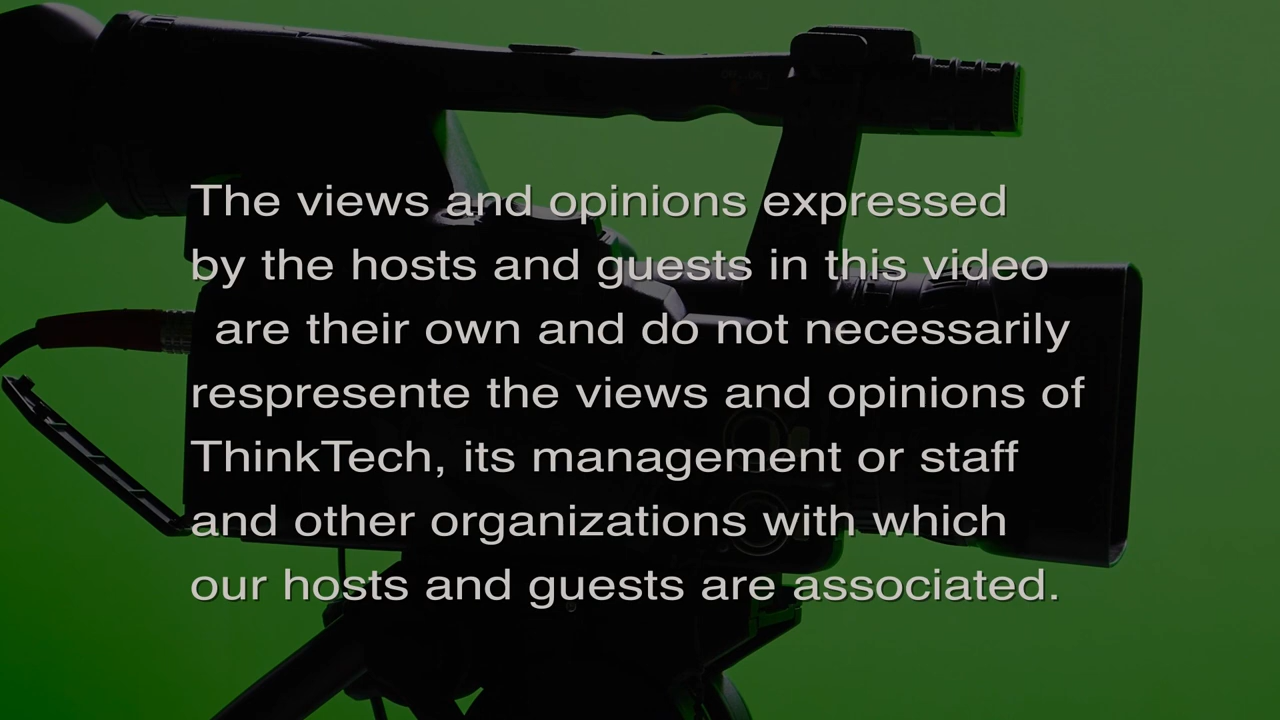 The views and opinions expressed
by the hosts and guests in this video
are their own and do not necessarily
respresente the views and opinions of
ThinkTech, its management or staff
and other organizations with which
our hosts and guests are associated.